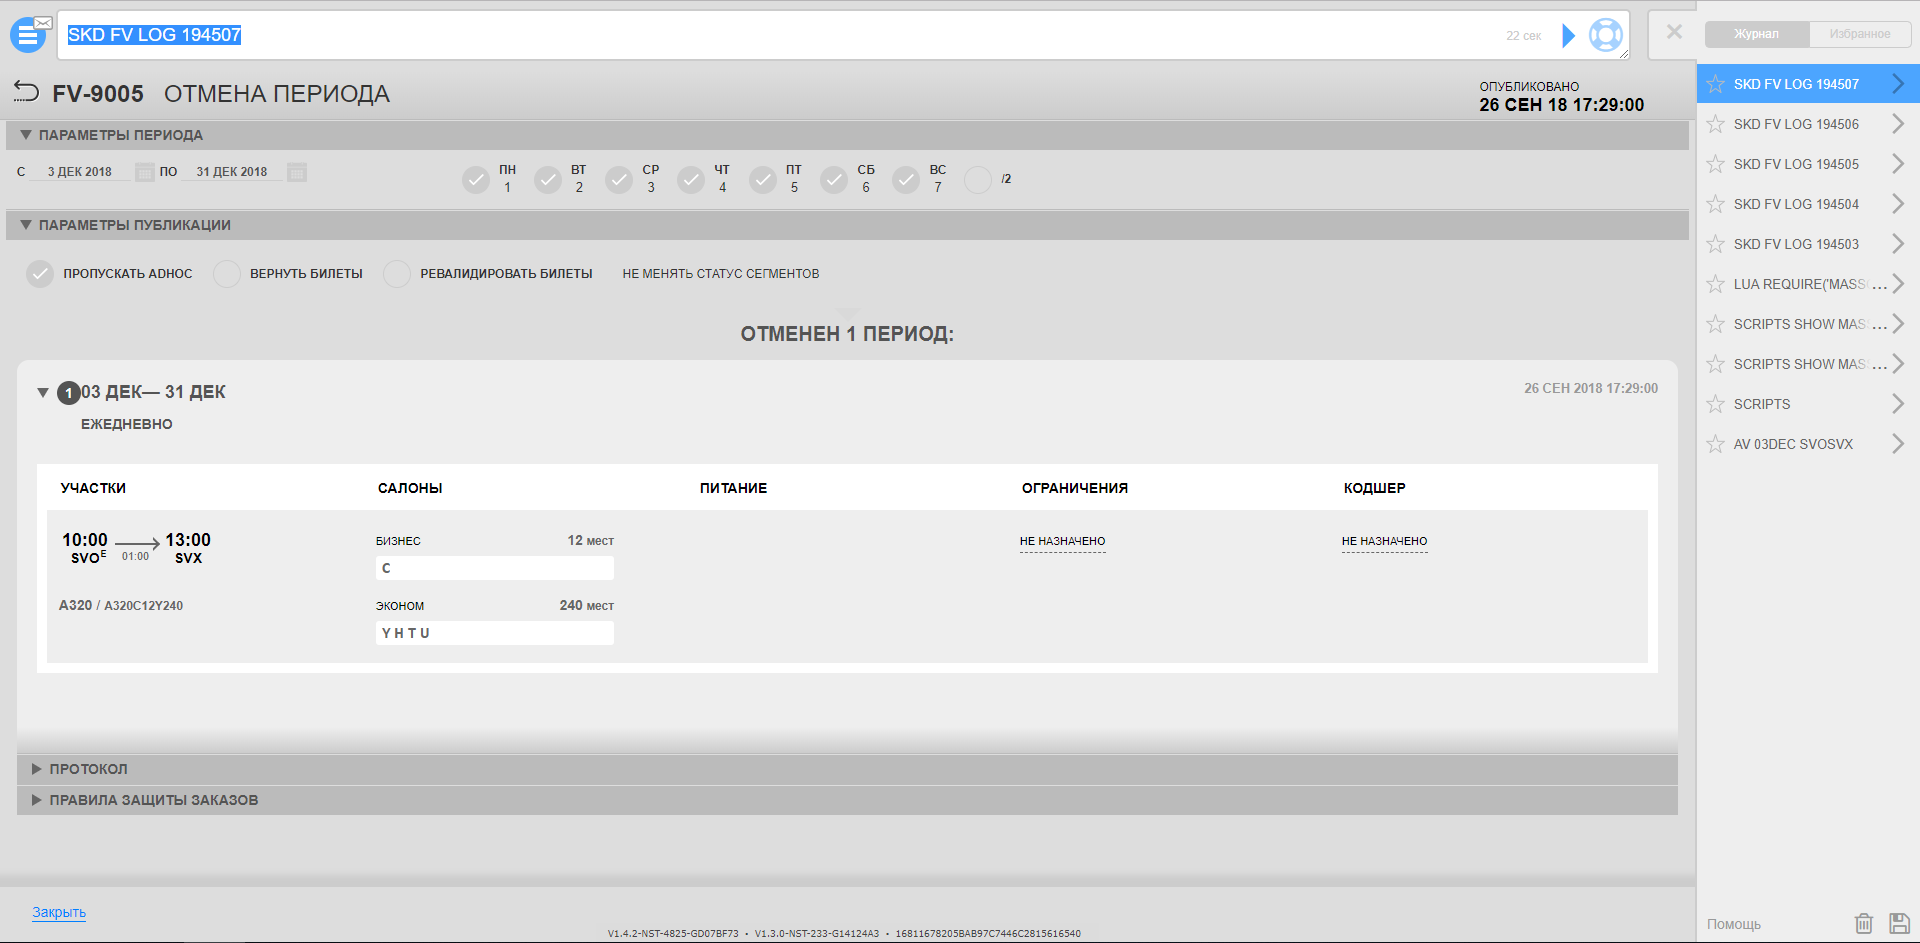 SKD FV LOG 194507
22 сек
Журнал
Избранное
FV-9005 ОТМЕНА ПЕРИОДА
ОПУБЛИКОВАНО
26 СЕН 18 17:29:00
ПАРАМЕТРЫ ПЕРИОДА
С 3 ДЕК 2018 ПО 31 ДЕК 2018
ПН 1
ВТ 2
СР 3
ЧТ 4
ПТ 5
СБ 6
ВС 7
/2
ПАРАМЕТРЫ ПУБЛИКАЦИИ
ПРОПУСКАТЬ ADHOC ВЕРНУТЬ БИЛЕТЫ РЕВАЛИДИРОВАТЬ БИЛЕТЫ НЕ МЕНЯТЬ СТАТУС СЕГМЕНТОВ
ОТМЕНЕН 1 ПЕРИОД:
1 03 ДЕК— 31 ДЕК
26 СЕН 2018 17:29:00
ЕЖЕДНЕВНО
УЧАСТКИ САЛОНЫ ПИТАНИЕ ОГРАНИЧЕНИЯ КОДШЕР
10:00 13:00
SVO E 01:00 SVX
A320 / A320C12Y240
БИЗНЕС 12 мест
C
ЭКОНОМ 240 мест
Y H T U
НЕ НАЗНАЧЕНО
НЕ НАЗНАЧЕНО
ПРОТОКОЛ
ПРАВИЛА ЗАЩИТЫ ЗАКАЗОВ
Закрыть
V1.4.2-NST-4825-GD07BF73 • V1.3.0-NST-233-G14124A3 • 16811678205BAB97C7446C2815616540
SKD FV LOG 194507
SKD FV LOG 194506
SKD FV LOG 194505
SKD FV LOG 194504
SKD FV LOG 194503
LUA REQUIRE('MASS...
SCRIPTS SHOW MAS...
SCRIPTS SHOW MAS...
SCRIPTS
AV 03DEC SVOSVX
Помощь